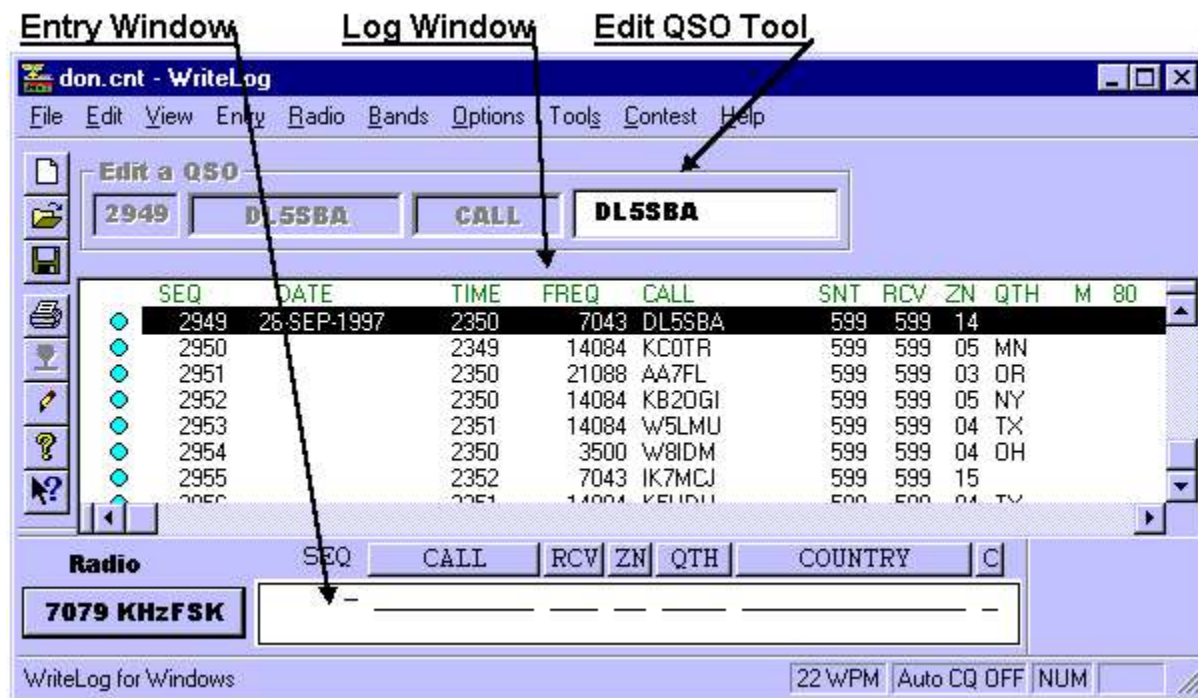 Entry Window Log Window Edit QSO Tool
don.cnt - WriteLog
File Edit View Entry Radio Bands Options Tools Contest Help
Edit a QSO
2949 DL5SBA CALL DL5SBA
SEQ DATE TIME FREQ CALL SNT RCV ZN QTH M 80
2949 26-SEP-1997 2350 7043 DL5SBA 599 599 14
2950 2349 14084 KC0TR 599 599 05 MN
2951 2350 21088 AA7FL 599 599 03 OR
2952 2350 14084 KB2OGI 599 599 05 NY
2953 2351 14084 W5LMU 599 599 04 TX
2954 2350 3500 W8IDM 599 599 04 OH
2955 2352 7043 IK7MCJ 599 599 15
Radio SEQ CALL RCV ZN QTH COUNTRY C
7079 KHzFSK
WriteLog for Windows 22 WPM Auto CQ OFF NUM